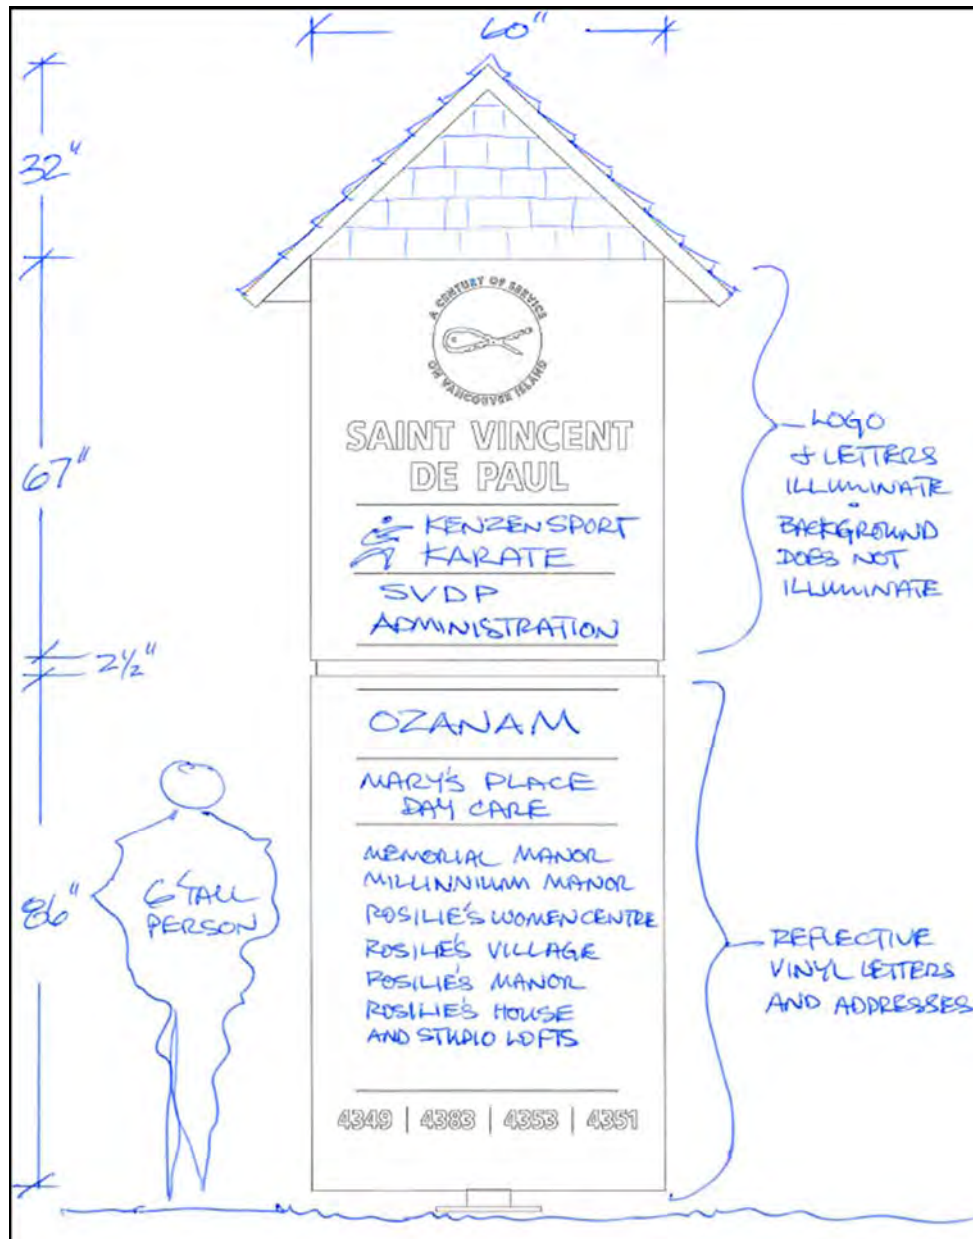 60"
32"
A CENTURY OF SERVICE
ON VANCOUVER ISLAND
SAINT VINCENT
DE PAUL
67"
KENZEN SPORT
KARATE
SVDP
ADMINISTRATION
LOGO
& LETTERS
ILLUMINATE
BACKGROUND
DOES NOT
ILLUMINATE
2½"
OZANAM
MARY'S PLACE
DAY CARE
MEMORIAL MANOR
MILLINNIUM MANOR
ROSILIE'S WOMEN CENTRE
ROSILIE'S VILLAGE
ROSILIE'S MANOR
ROSILIE'S HOUSE
AND STUDIO LOFTS
86"
6' TALL
PERSON
REFLECTIVE
VINYL LETTERS
AND ADDRESSES
4349 | 4383 | 4353 | 4351